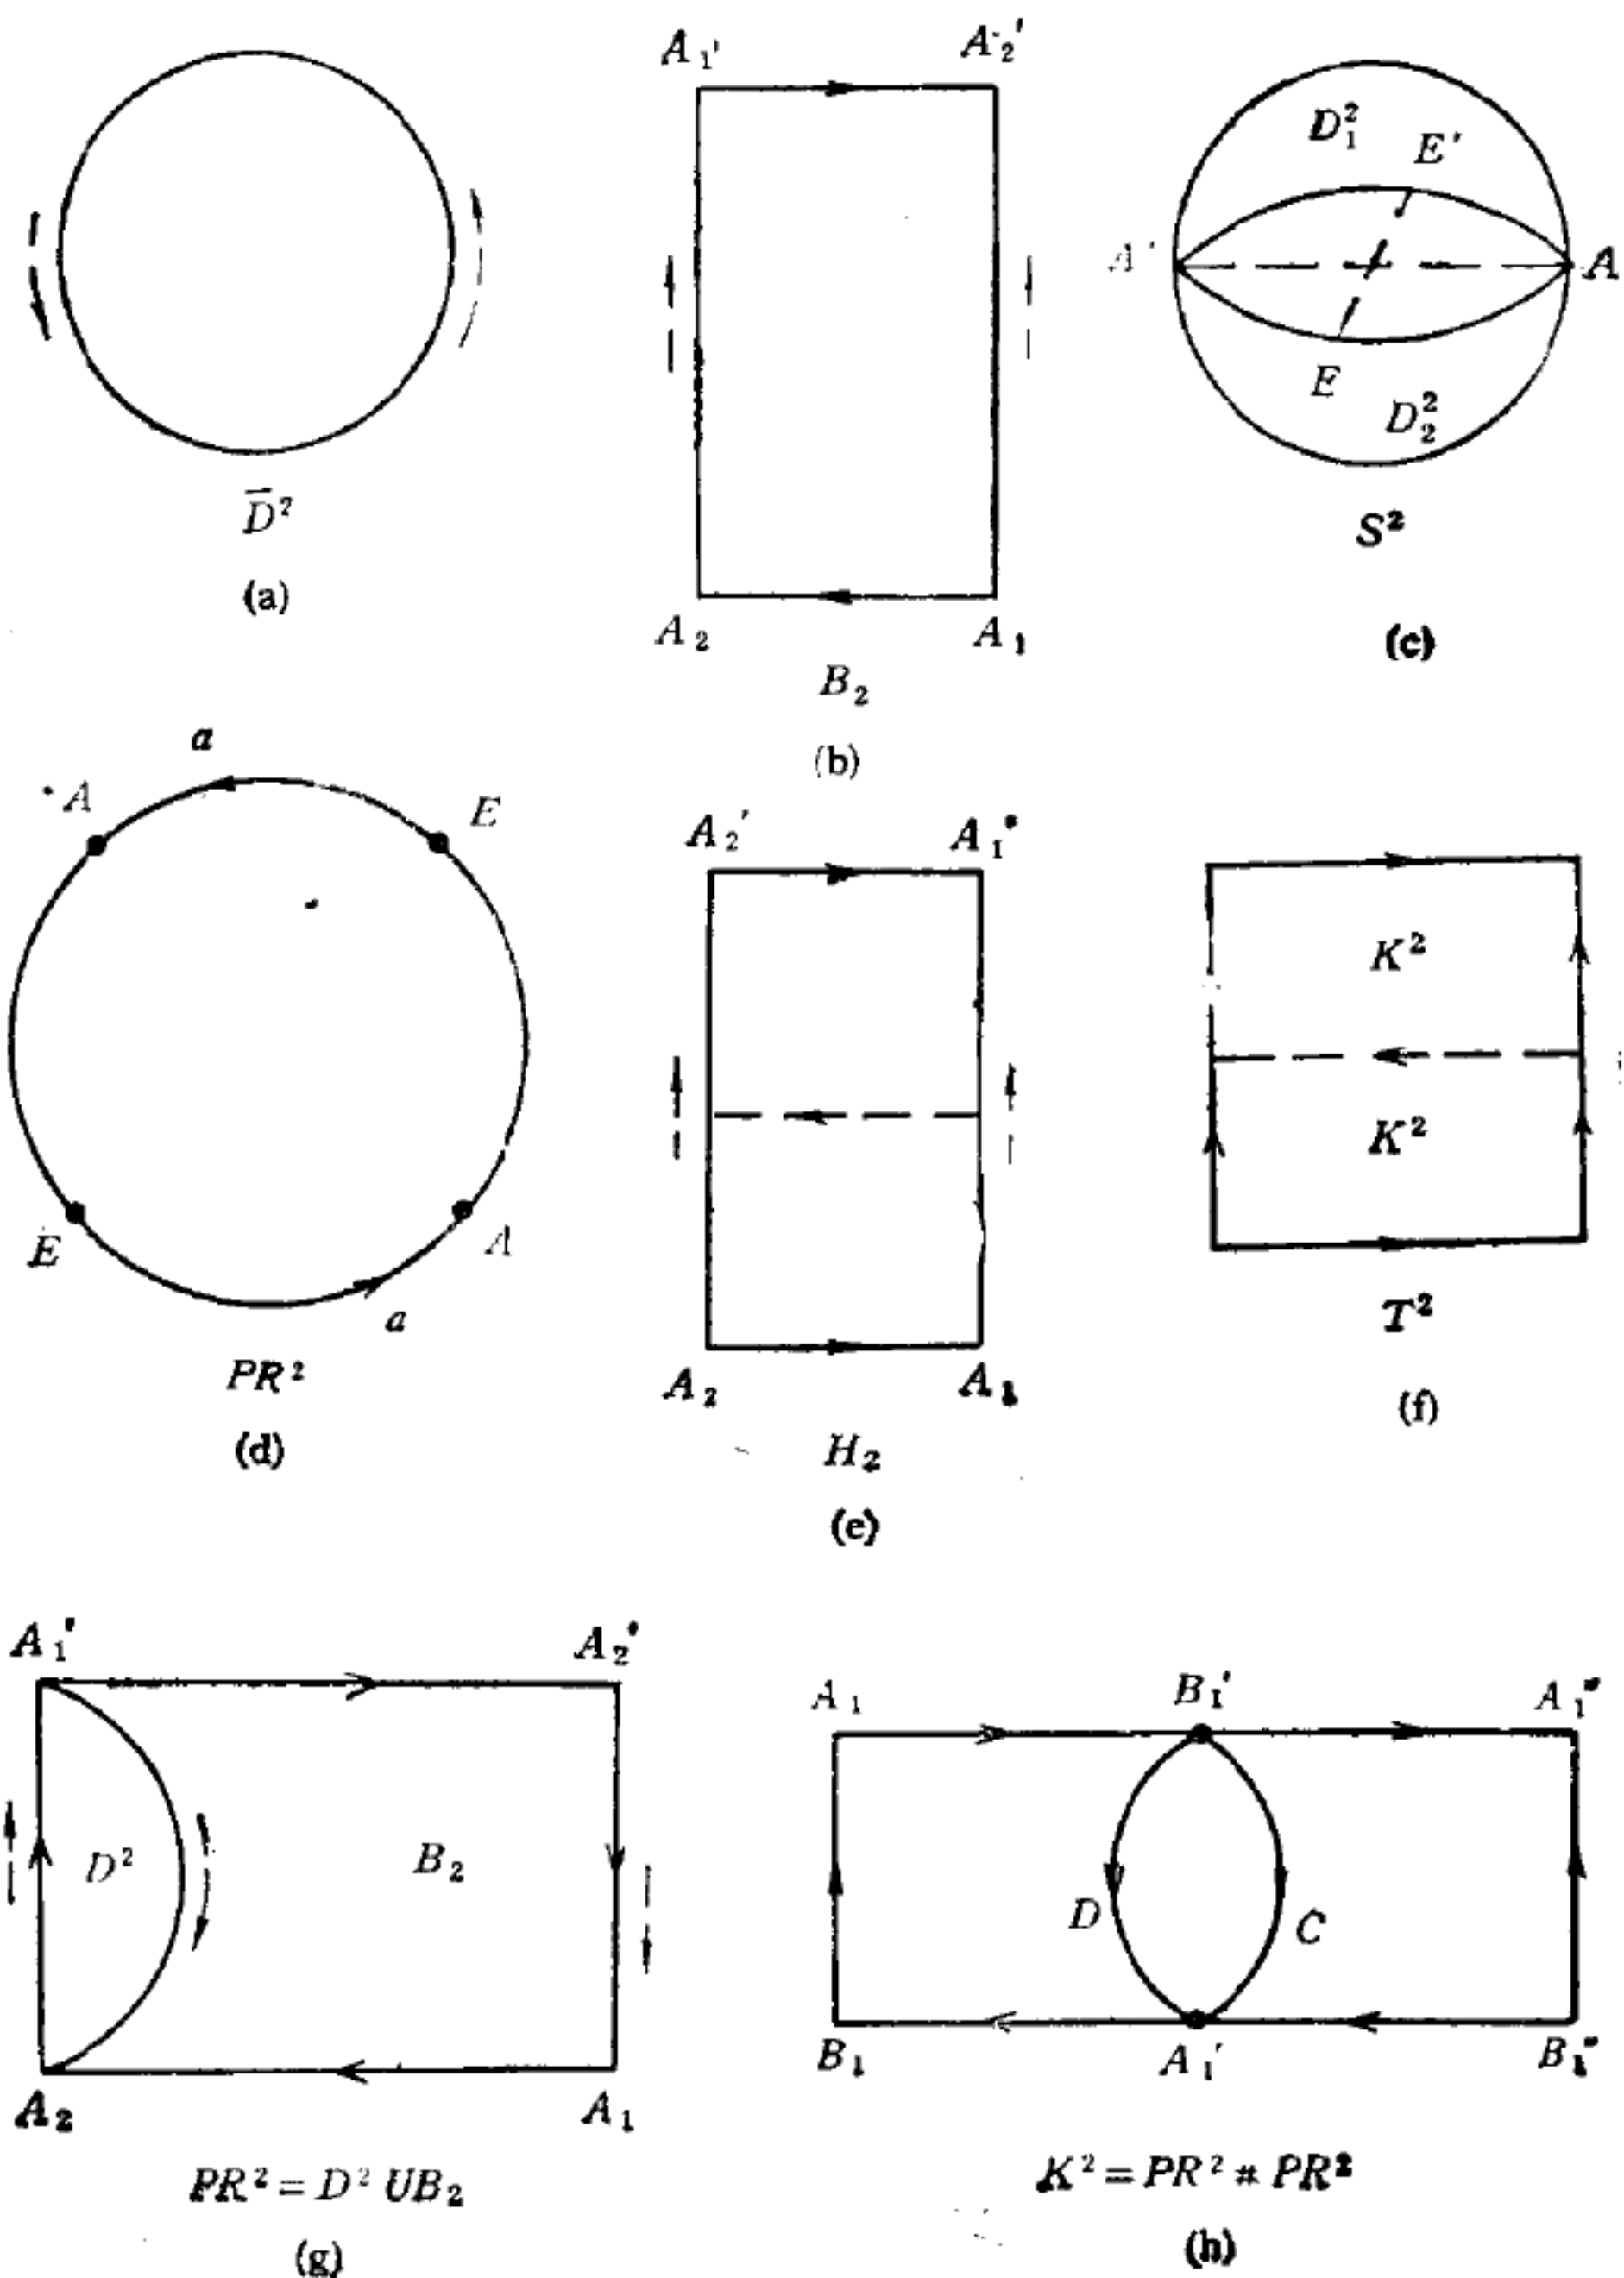 A₁′ A₂′
D₁² E′
A′ A
E
D₂²
D̄²
S²
(a)
A₂ A₁
(c)
B₂
(b)
a
A E
A₂′ A₁″
K²
K²
E A
a
T²
PR²
A₂ A₁
(f)
(d)
H₂
(e)
A₁′ A₂′
A₁ B₁′ A₁″
D² B₂
D C
A₂ A₁
B₁ A₁′ B₁″
PR² = D² UB₂
K² = PR² # PR²
(g)
(h)